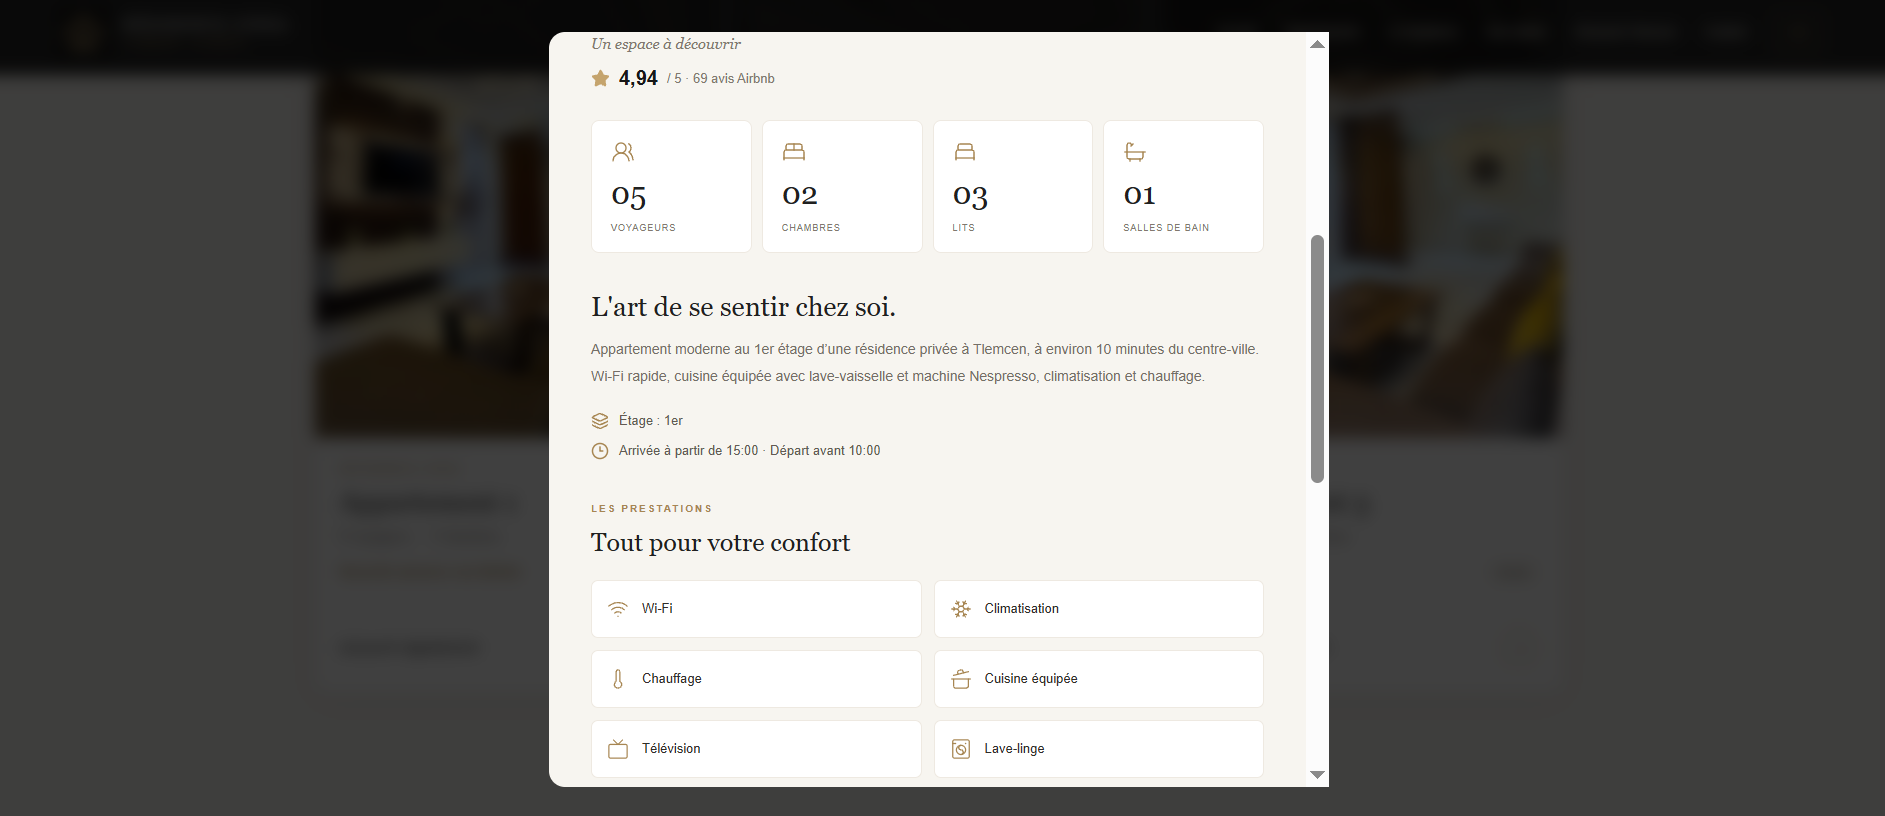 Un espace à découvrir
4,94 / 5 · 69 avis Airbnb
05
VOYAGEURS
02
CHAMBRES
03
LITS
01
SALLES DE BAIN
L'art de se sentir chez soi.
Appartement moderne au 1er étage d’une résidence privée à Tlemcen, à environ 10 minutes du centre-ville.
Wi-Fi rapide, cuisine équipée avec lave-vaisselle et machine Nespresso, climatisation et chauffage.
Étage : 1er
Arrivée à partir de 15:00 · Départ avant 10:00
LES PRESTATIONS
Tout pour votre confort
Wi-Fi
Climatisation
Chauffage
Cuisine équipée
Télévision
Lave-linge